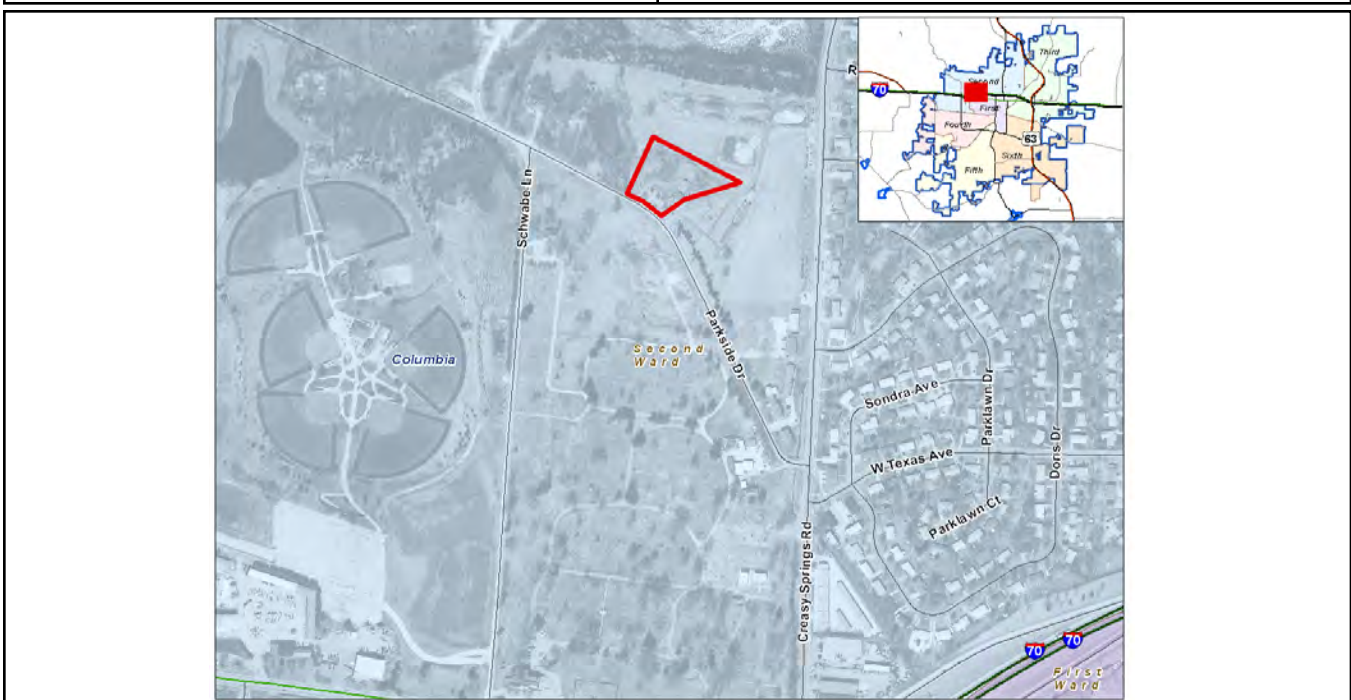 Third
Second
70
First
Fourth
63
Sixth
Fifth
R
Schwabe Ln
Columbia
Second
Ward
Parkside Dr
Sondra Ave
Parklawn Dr
Doris Dr
W Texas Ave
Parklawn Ct
Creasy Springs Rd
70
70
First
Ward